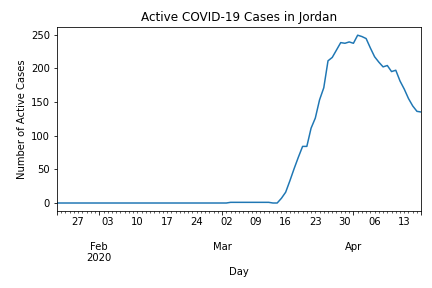 Active COVID-19 Cases in Jordan
Number of Active Cases
250
200
150
100
50
0
27 03 10 17 24 02 09 16 23 30 06 13
Feb Mar Apr
2020
Day